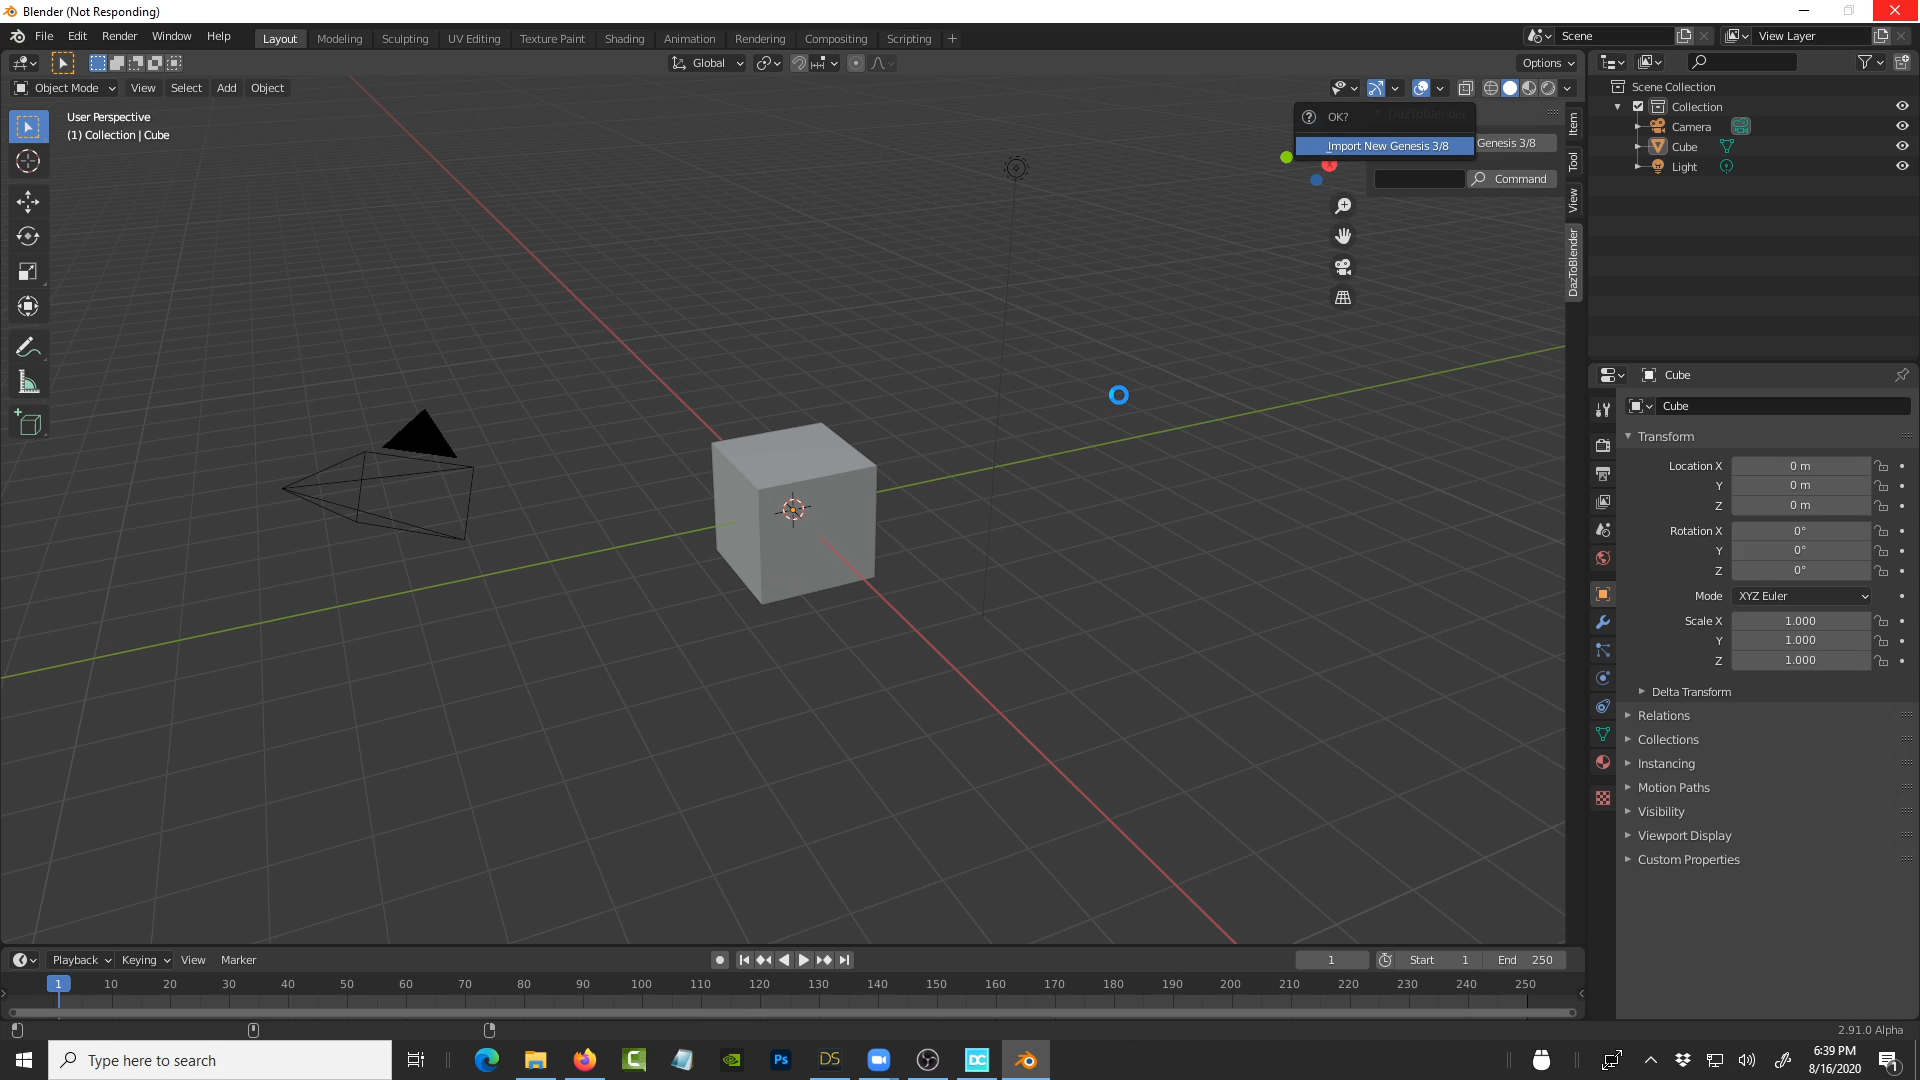 Blender (Not Responding)
File Edit Render Window Help
Layout Modeling Sculpting UV Editing Texture Paint Shading Animation Rendering Compositing Scripting +
Scene
View Layer
Global
Options
Object Mode View Select Add Object
User Perspective
(1) Collection | Cube
OK?
Import New Genesis 3/8
Genesis 3/8
Command
Item
Tool
View
DazToBlender
Scene Collection
Collection
Camera
Cube
Light
Cube
Cube
Transform
Location X 0 m
Y 0 m
Z 0 m
Rotation X 0°
Y 0°
Z 0°
Mode XYZ Euler
Scale X 1.000
Y 1.000
Z 1.000
Delta Transform
Relations
Collections
Instancing
Motion Paths
Visibility
Viewport Display
Custom Properties
Playback Keying View Marker
1 Start 1 End 250
1 10 20 30 40 50 60 70 80 90 100 110 120 130 140 150 160 170 180 190 200 210 220 230 240 250
2.91.0 Alpha
Type here to search
Ps
DS
DC
6:39 PM
8/16/2020
1